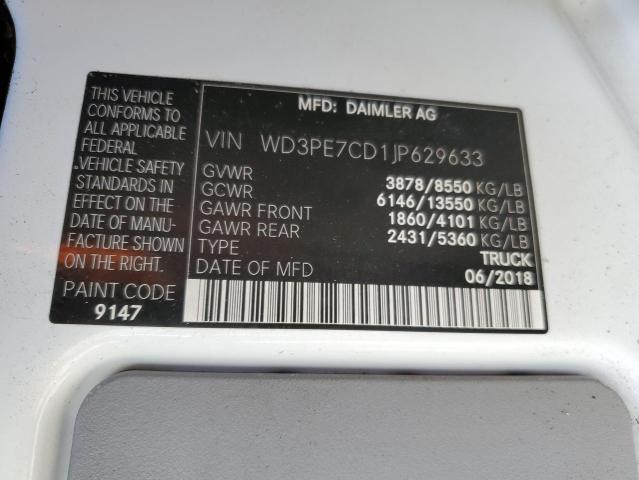 THIS VEHICLE
CONFORMS TO
ALL APPLICABLE
FEDERAL
VEHICLE SAFETY
STANDARDS IN
EFFECT ON THE
DATE OF MANU-
FACTURE SHOWN
ON THE RIGHT.
PAINT CODE
9147
MFD: DAIMLER AG
VIN WD3PE7CD1JP629633
GVWR 3878/8550 KG/LB
GCWR 6146/13550 KG/LB
GAWR FRONT 1860/4101 KG/LB
GAWR REAR 2431/5360 KG/LB
TYPE TRUCK
DATE OF MFD 06/2018